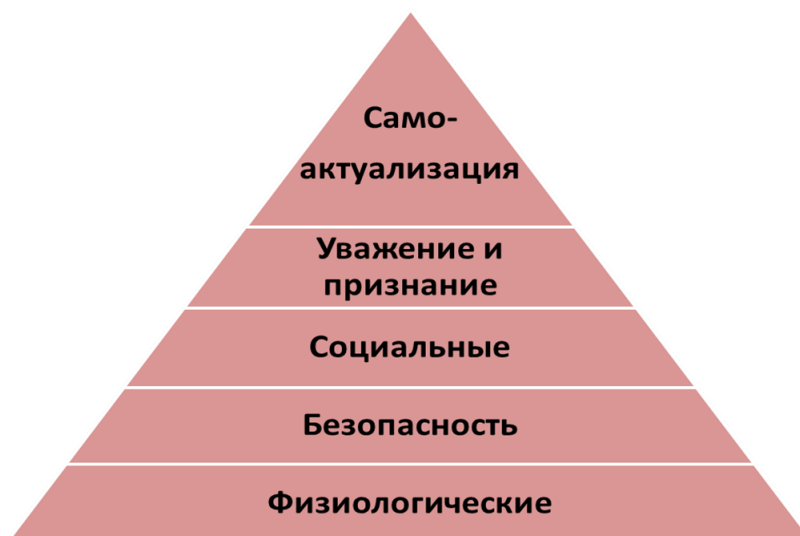 Само-
актуализация
Уважение и
признание
Социальные
Безопасность
Физиологические